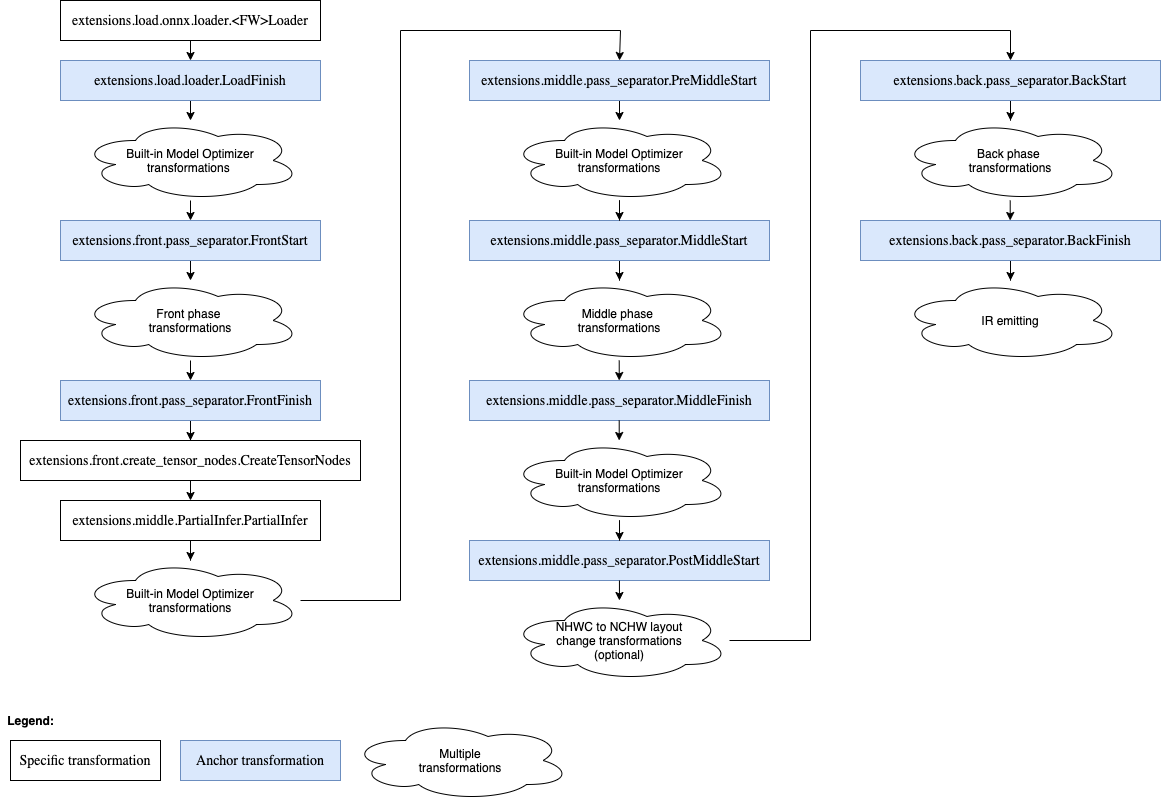 extensions.load.onnx.loader.<FW>Loader
extensions.load.loader.LoadFinish
Built-in Model Optimizer
transformations
extensions.front.pass_separator.FrontStart
Front phase
transformations
extensions.front.pass_separator.FrontFinish
extensions.front.create_tensor_nodes.CreateTensorNodes
extensions.middle.PartialInfer.PartialInfer
Built-in Model Optimizer
transformations
extensions.middle.pass_separator.PreMiddleStart
Built-in Model Optimizer
transformations
extensions.middle.pass_separator.MiddleStart
Middle phase
transformations
extensions.middle.pass_separator.MiddleFinish
Built-in Model Optimizer
transformations
extensions.middle.pass_separator.PostMiddleStart
NHWC to NCHW layout
change transformations
(optional)
extensions.back.pass_separator.BackStart
Back phase
transformations
extensions.back.pass_separator.BackFinish
IR emitting
Legend:
Specific transformation
Anchor transformation
Multiple
transformations